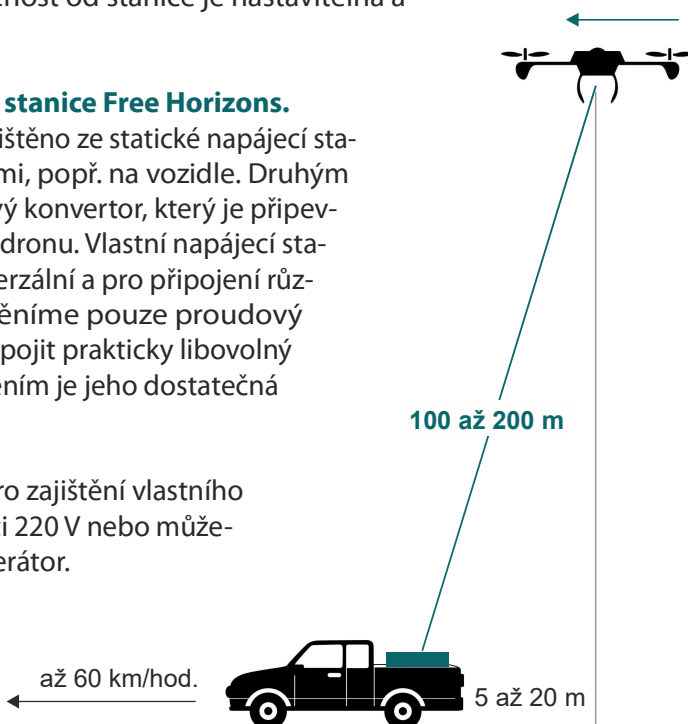 stanice Free Horizons.
ištěno ze statické napájecí sta-
mi, popř. na vozidle. Druhým
vý konvertor, který je připev-
dronu. Vlastní napájecí sta-
erzální a pro připojení růz-
ěníme pouze proudový
pojit prakticky libovolný
ením je jeho dostatečná
100 až 200 m
ro zajištění vlastního
ti 220 V nebo může-
erátor.
až 60 km/hod.
5 až 20 m